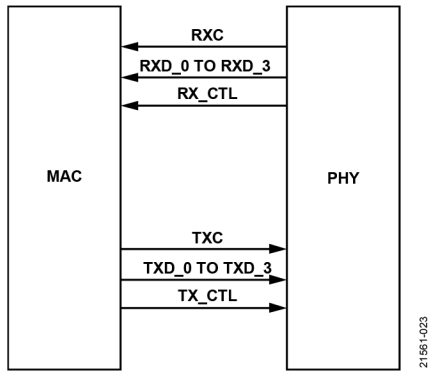 RXC
RXD_0 TO RXD_3
RX_CTL
MAC
PHY
TXC
TXD_0 TO TXD_3
TX_CTL
21561-023